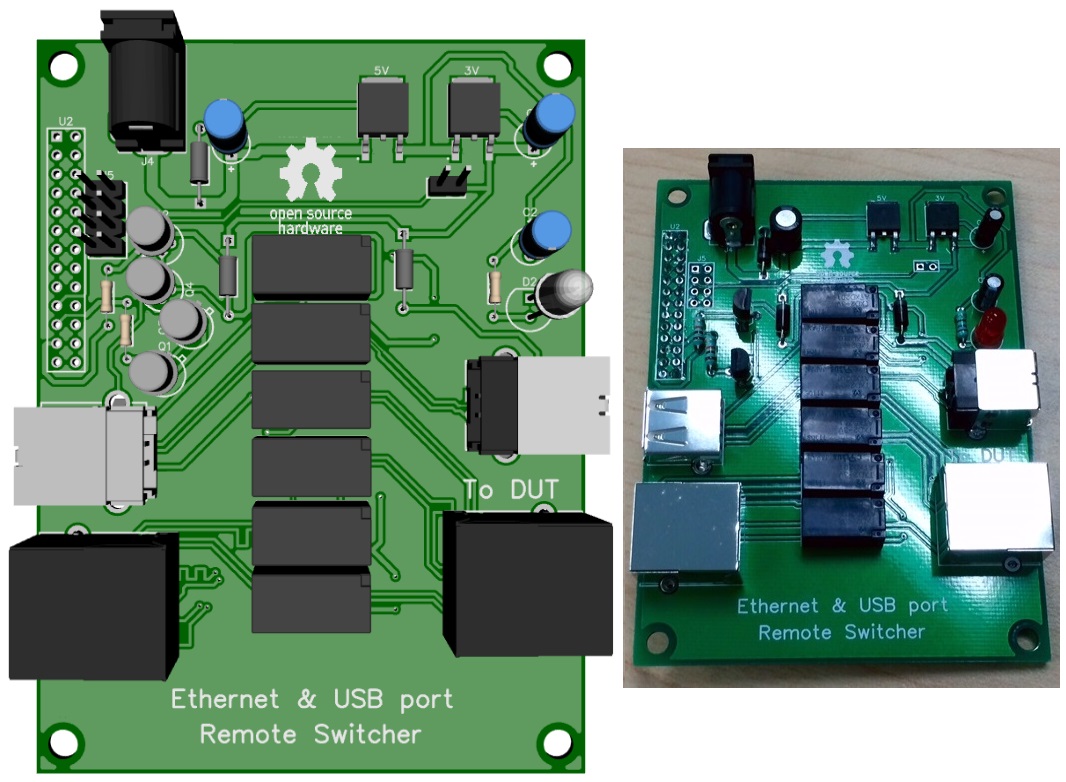 5V
3V
U2
J4
J5
+
+
open source
hardware
C2
D2
Q1
To DUT
Ethernet & USB port
Remote Switcher
5V
3V
U2
J5
DUT
Ethernet & USB port
Remote Switcher